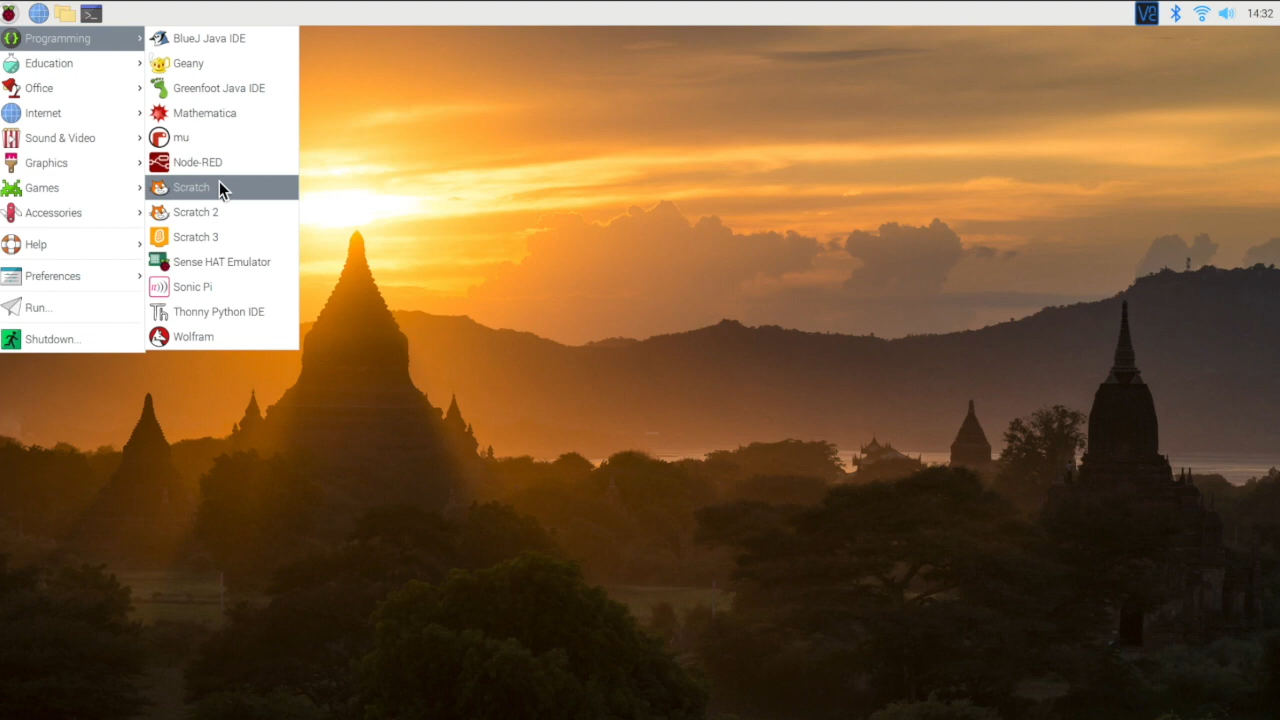 14:32
Programming
Education
Office
Internet
Sound & Video
Graphics
Games
Accessories
Help
Preferences
Run...
Shutdown...
BlueJ Java IDE
Geany
Greenfoot Java IDE
Mathematica
mu
Node-RED
Scratch
Scratch 2
Scratch 3
Sense HAT Emulator
Sonic Pi
Thonny Python IDE
Wolfram